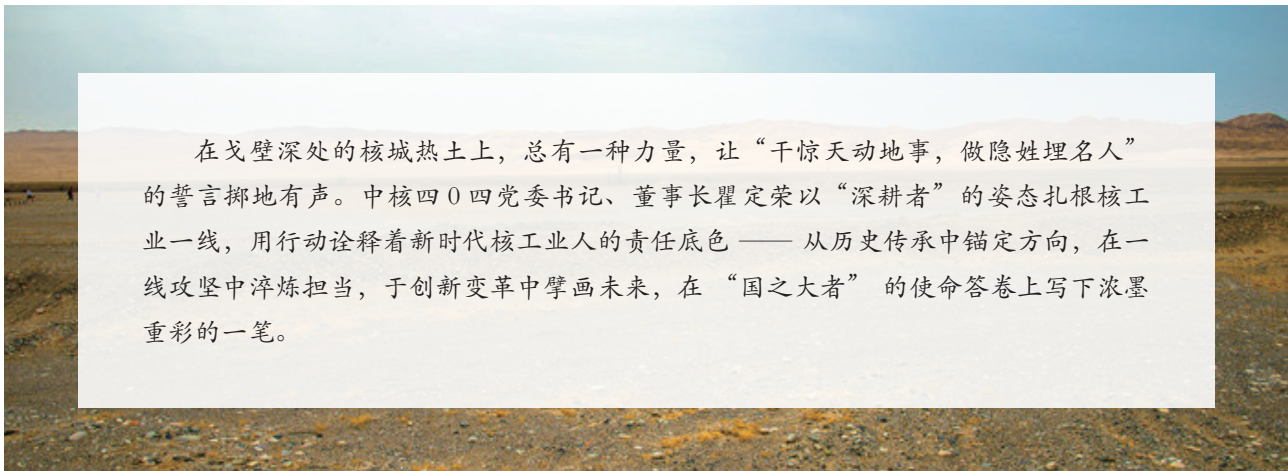 在戈壁深处的核城热土上，总有一种力量，让“干惊天动地事，做隐姓埋名人”
的誓言掷地有声。中核四0四党委书记、董事长瞿定荣以“深耕者”的姿态扎根核工
业一线，用行动诠释着新时代核工业人的责任底色 —— 从历史传承中锚定方向，在一
线攻坚中淬炼担当，于创新变革中擘画未来，在 “国之大者” 的使命答卷上写下浓墨
重彩的一笔。